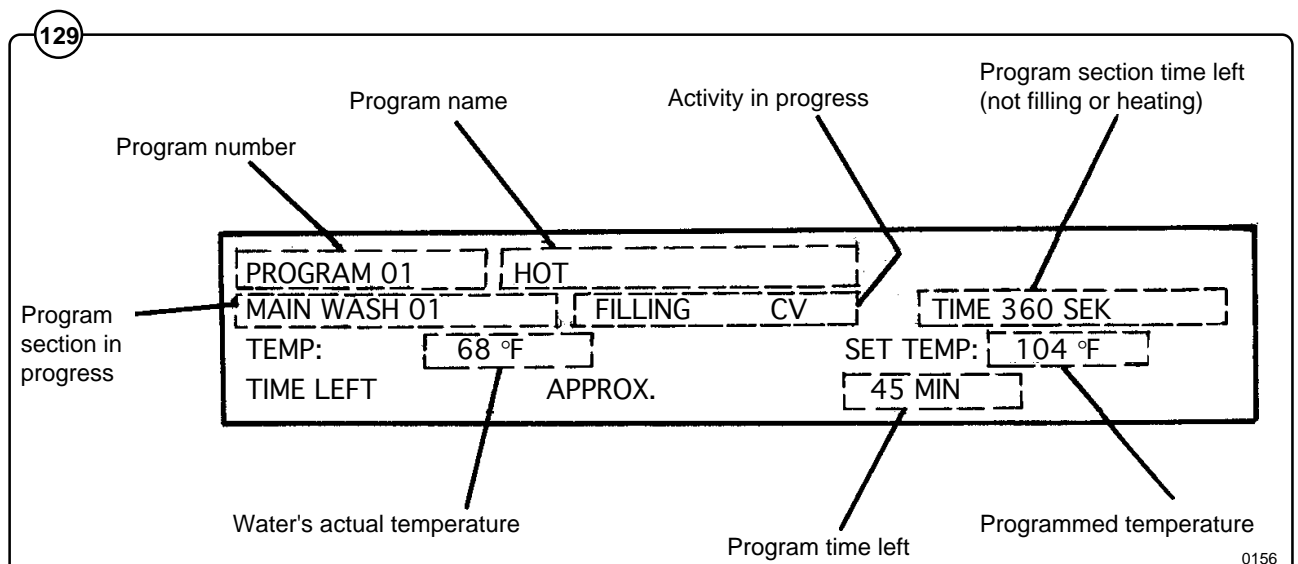 129
Program section time left
(not filling or heating)
Program name
Activity in progress
Program number
PROGRAM 01 HOT
MAIN WASH 01 FILLING CV TIME 360 SEK
TEMP: 68 °F SET TEMP: 104 °F
TIME LEFT APPROX. 45 MIN
Program
section in
progress
Water's actual temperature
Program time left
Programmed temperature
0156